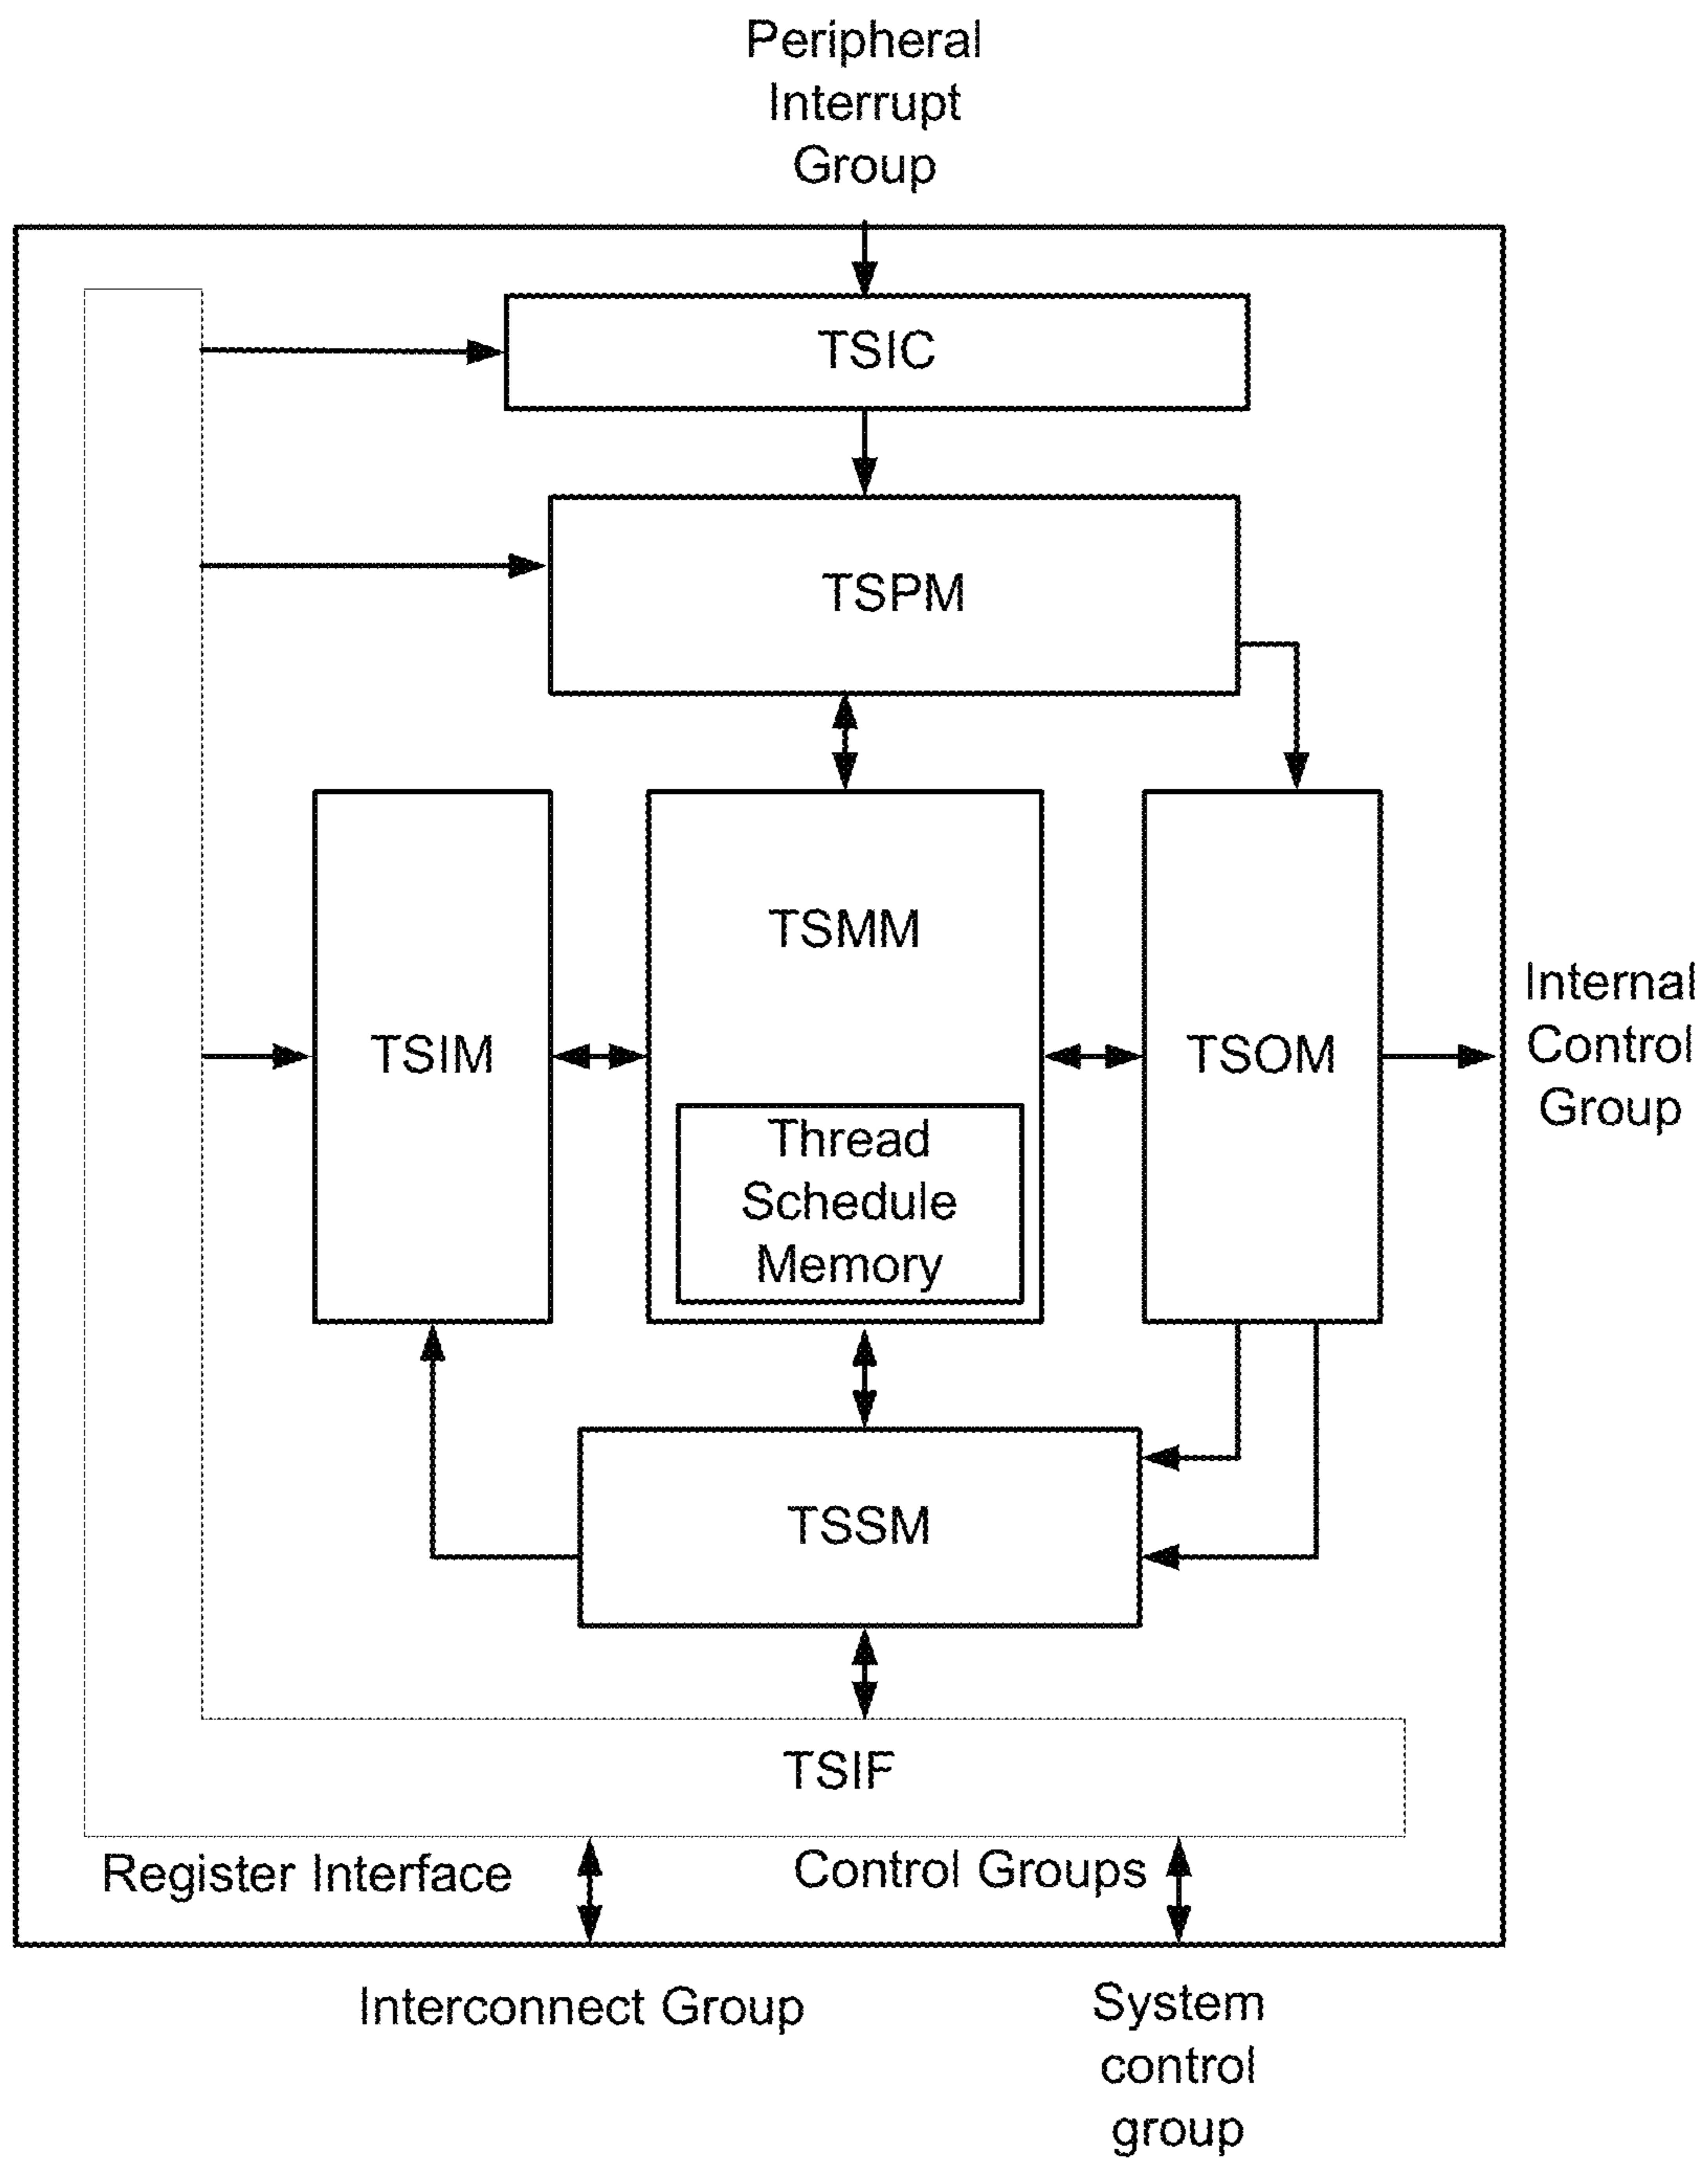 Peripheral
Interrupt
Group
TSIC
TSPM
TSMM
TSIM
TSOM
Internal
Control
Group
Thread
Schedule
Memory
TSSM
TSIF
Register Interface
Control Groups
Interconnect Group
System
control
group